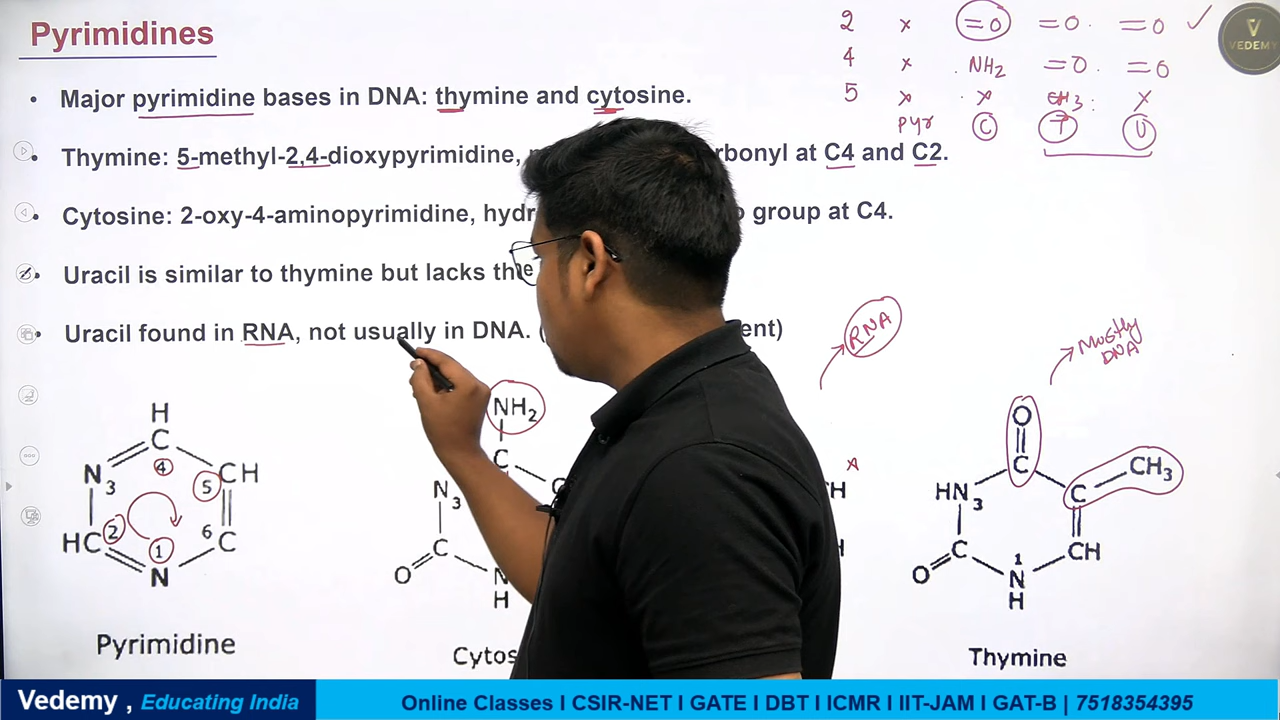 Pyrimidines
2 x =O =O. =O ✓
VEDEMY
4 x . NH2 =O . =O
• Major pyrimidine bases in DNA: thymine and cytosine.
5 x . x CH3 : x
Pyr C T U
• Thymine: 5-methyl-2,4-dioxypyrimidine, rbonyl at C4 and C2.
• Cytosine: 2-oxy-4-aminopyrimidine, group at C4.
• Uracil is similar to thymine but lacks the
• Uracil found in RNA, not usually in DNA. ( ent)
RNA
Mostly DNA
H
C
4
N 3
5 CH
HC 2
1
6 C
N
Pyrimidine
NH2
C
N 3
C
O
N
H
x
H
O
C
HN 3
C CH3
C
O
1
N
H
CH
Thymine
Vedemy , Educating India
Online Classes I CSIR-NET I GATE I DBT I ICMR I IIT-JAM I GAT-B | 7518354395